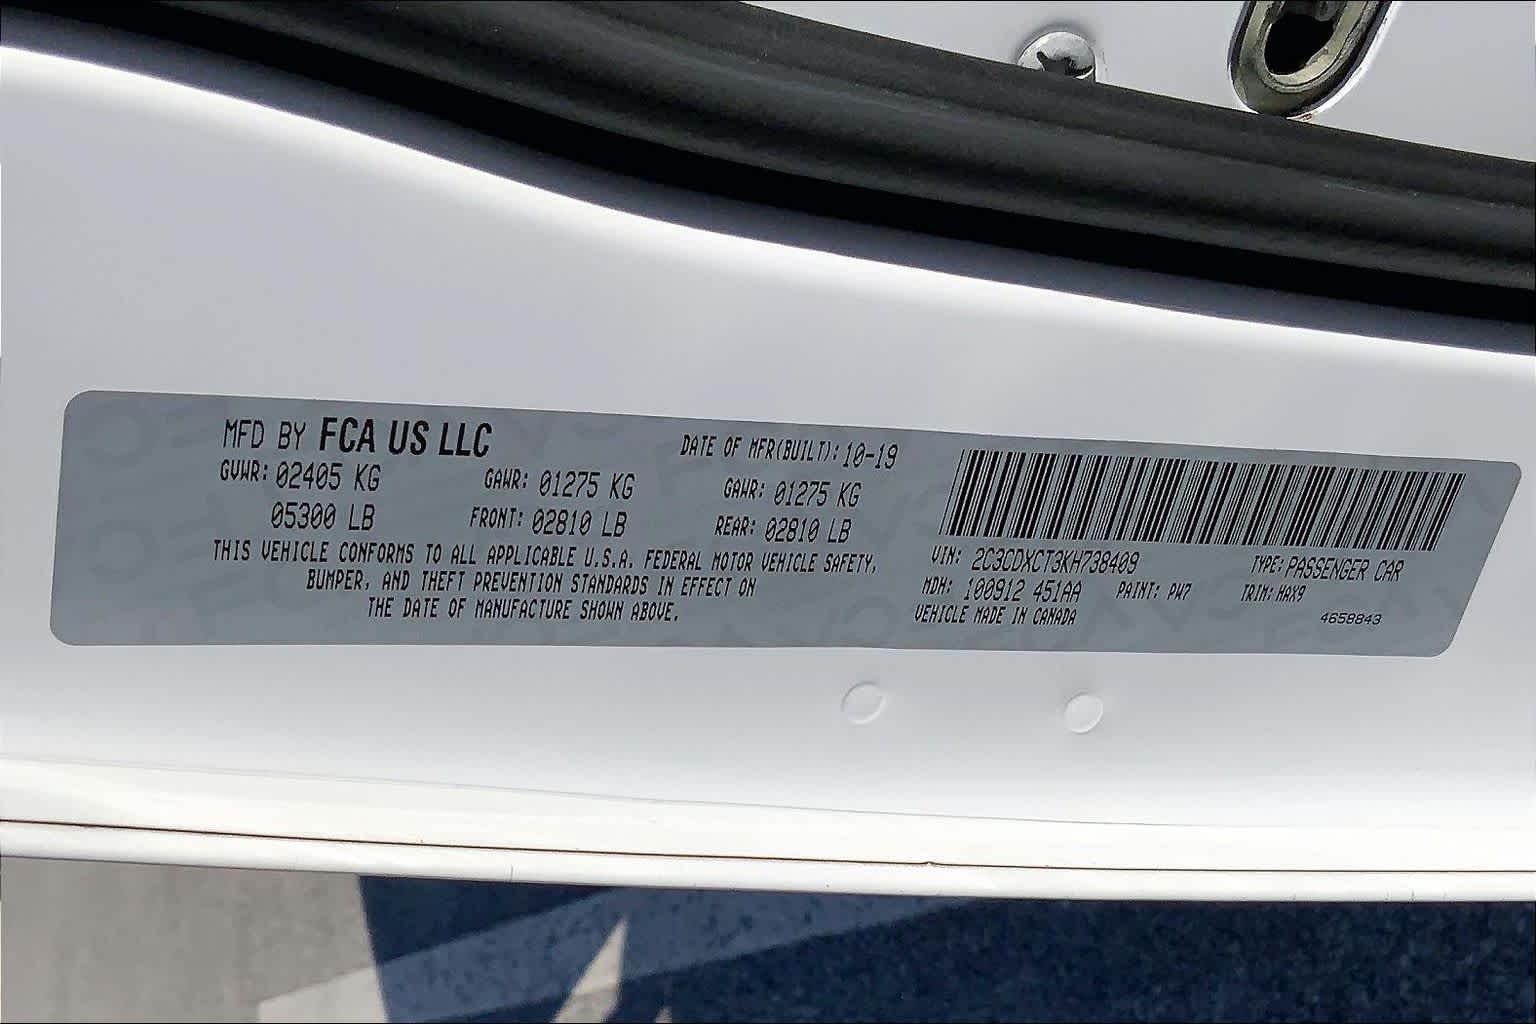 MFD BY FCA US LLC DATE OF MFR(BUILT): 10-19
GVWR: 02405 KG GAWR: 01275 KG GAWR: 01275 KG
05300 LB FRONT: 02810 LB REAR: 02810 LB
THIS VEHICLE CONFORMS TO ALL APPLICABLE U.S.A. FEDERAL MOTOR VEHICLE SAFETY,
BUMPER, AND THEFT PREVENTION STANDARDS IN EFFECT ON
THE DATE OF MANUFACTURE SHOWN ABOVE.
VIN: 2C3CDXCT3KH738409 TYPE: PASSENGER CAR
MDH: 100912 451AA PAINT: PW7 TRIM: HAX9
VEHICLE MADE IN CANADA 4658843